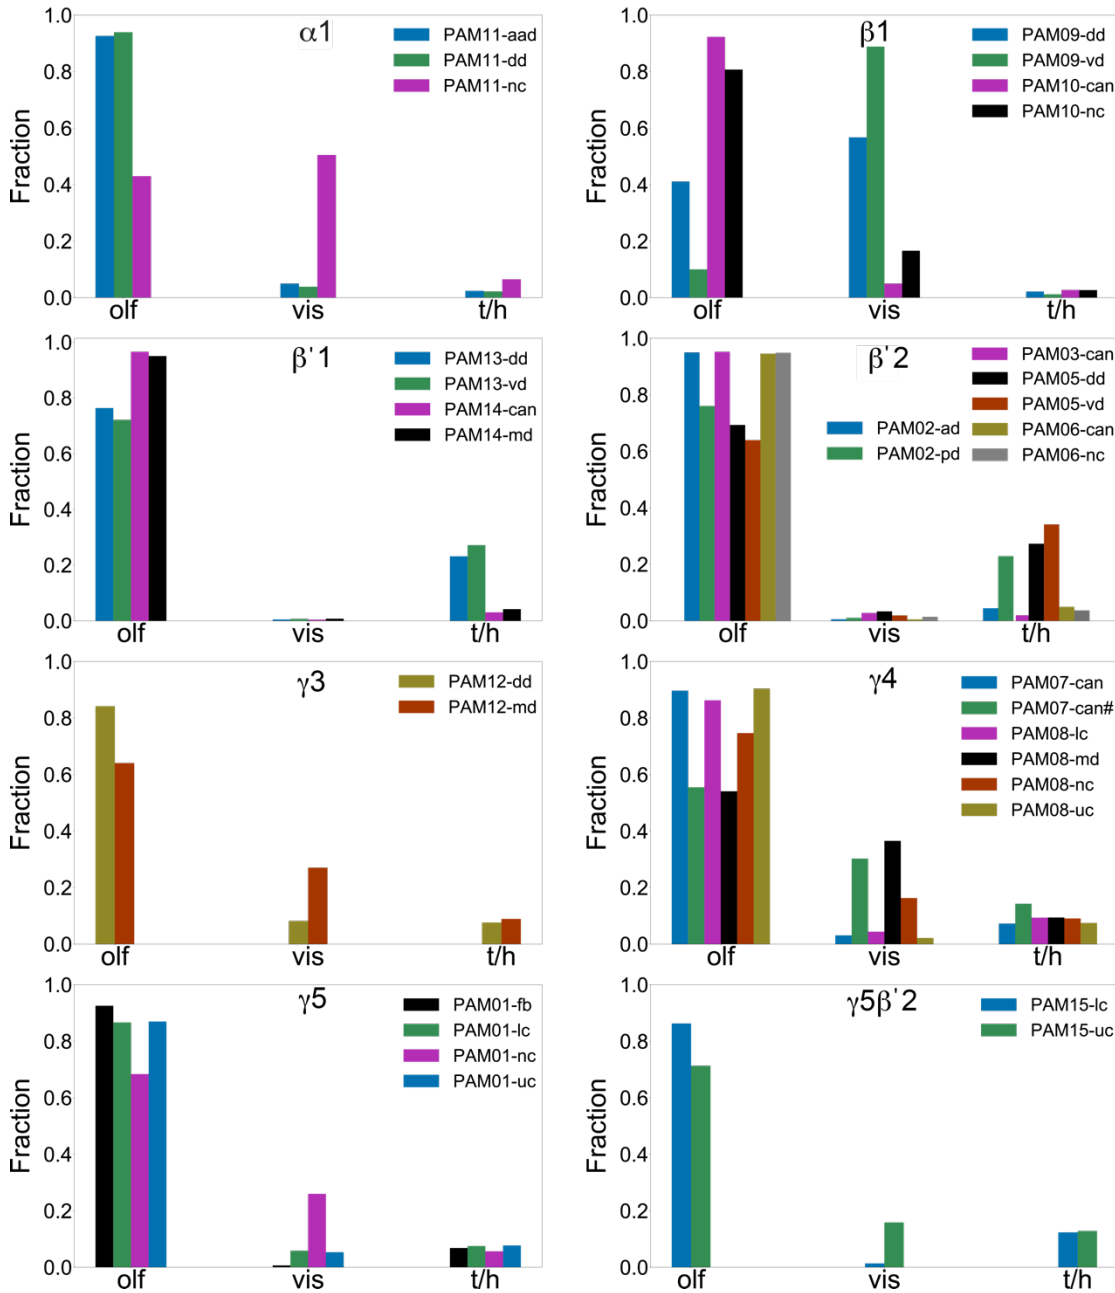 α1
PAM11-aad
PAM11-dd
PAM11-nc
Fraction
1.0
0.8
0.6
0.4
0.2
0.0
olf vis t/h
β1
PAM09-dd
PAM09-vd
PAM10-can
PAM10-nc
Fraction
1.0
0.8
0.6
0.4
0.2
0.0
olf vis t/h
β'1
PAM13-dd
PAM13-vd
PAM14-can
PAM14-md
Fraction
1.0
0.8
0.6
0.4
0.2
0.0
olf vis t/h
β'2
PAM02-ad
PAM02-pd
PAM03-can
PAM05-dd
PAM05-vd
PAM06-can
PAM06-nc
Fraction
1.0
0.8
0.6
0.4
0.2
0.0
olf vis t/h
γ3
PAM12-dd
PAM12-md
Fraction
1.0
0.8
0.6
0.4
0.2
0.0
olf vis t/h
γ4
PAM07-can
PAM07-can#
PAM08-lc
PAM08-md
PAM08-nc
PAM08-uc
Fraction
1.0
0.8
0.6
0.4
0.2
0.0
olf vis t/h
γ5
PAM01-fb
PAM01-lc
PAM01-nc
PAM01-uc
Fraction
1.0
0.8
0.6
0.4
0.2
0.0
olf vis t/h
γ5β'2
PAM15-lc
PAM15-uc
Fraction
1.0
0.8
0.6
0.4
0.2
0.0
olf vis t/h